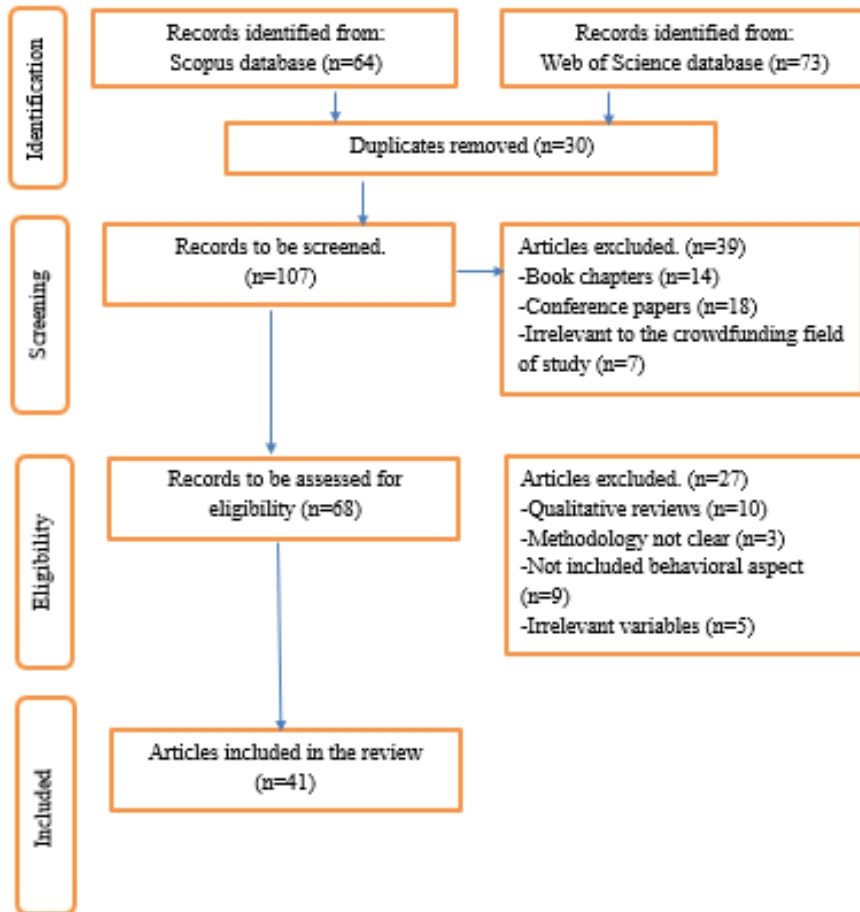 Identification
Records identified from:
Scopus database (n=64)
Records identified from:
Web of Science database (n=73)
Duplicates removed (n=30)
Screening
Records to be screened.
(n=107)
Articles excluded. (n=39)
-Book chapters (n=14)
-Conference papers (n=18)
-Irrelevant to the crowdfunding field
of study (n=7)
Eligibility
Records to be assessed for
eligibility (n=68)
Articles excluded. (n=27)
-Qualitative reviews (n=10)
-Methodology not clear (n=3)
-Not included behavioral aspect
(n=9)
-Irrelevant variables (n=5)
Included
Articles included in the review
(n=41)